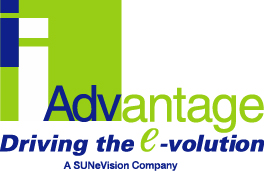 iAdvantage
Driving the e-volution
A SUNeVision Company